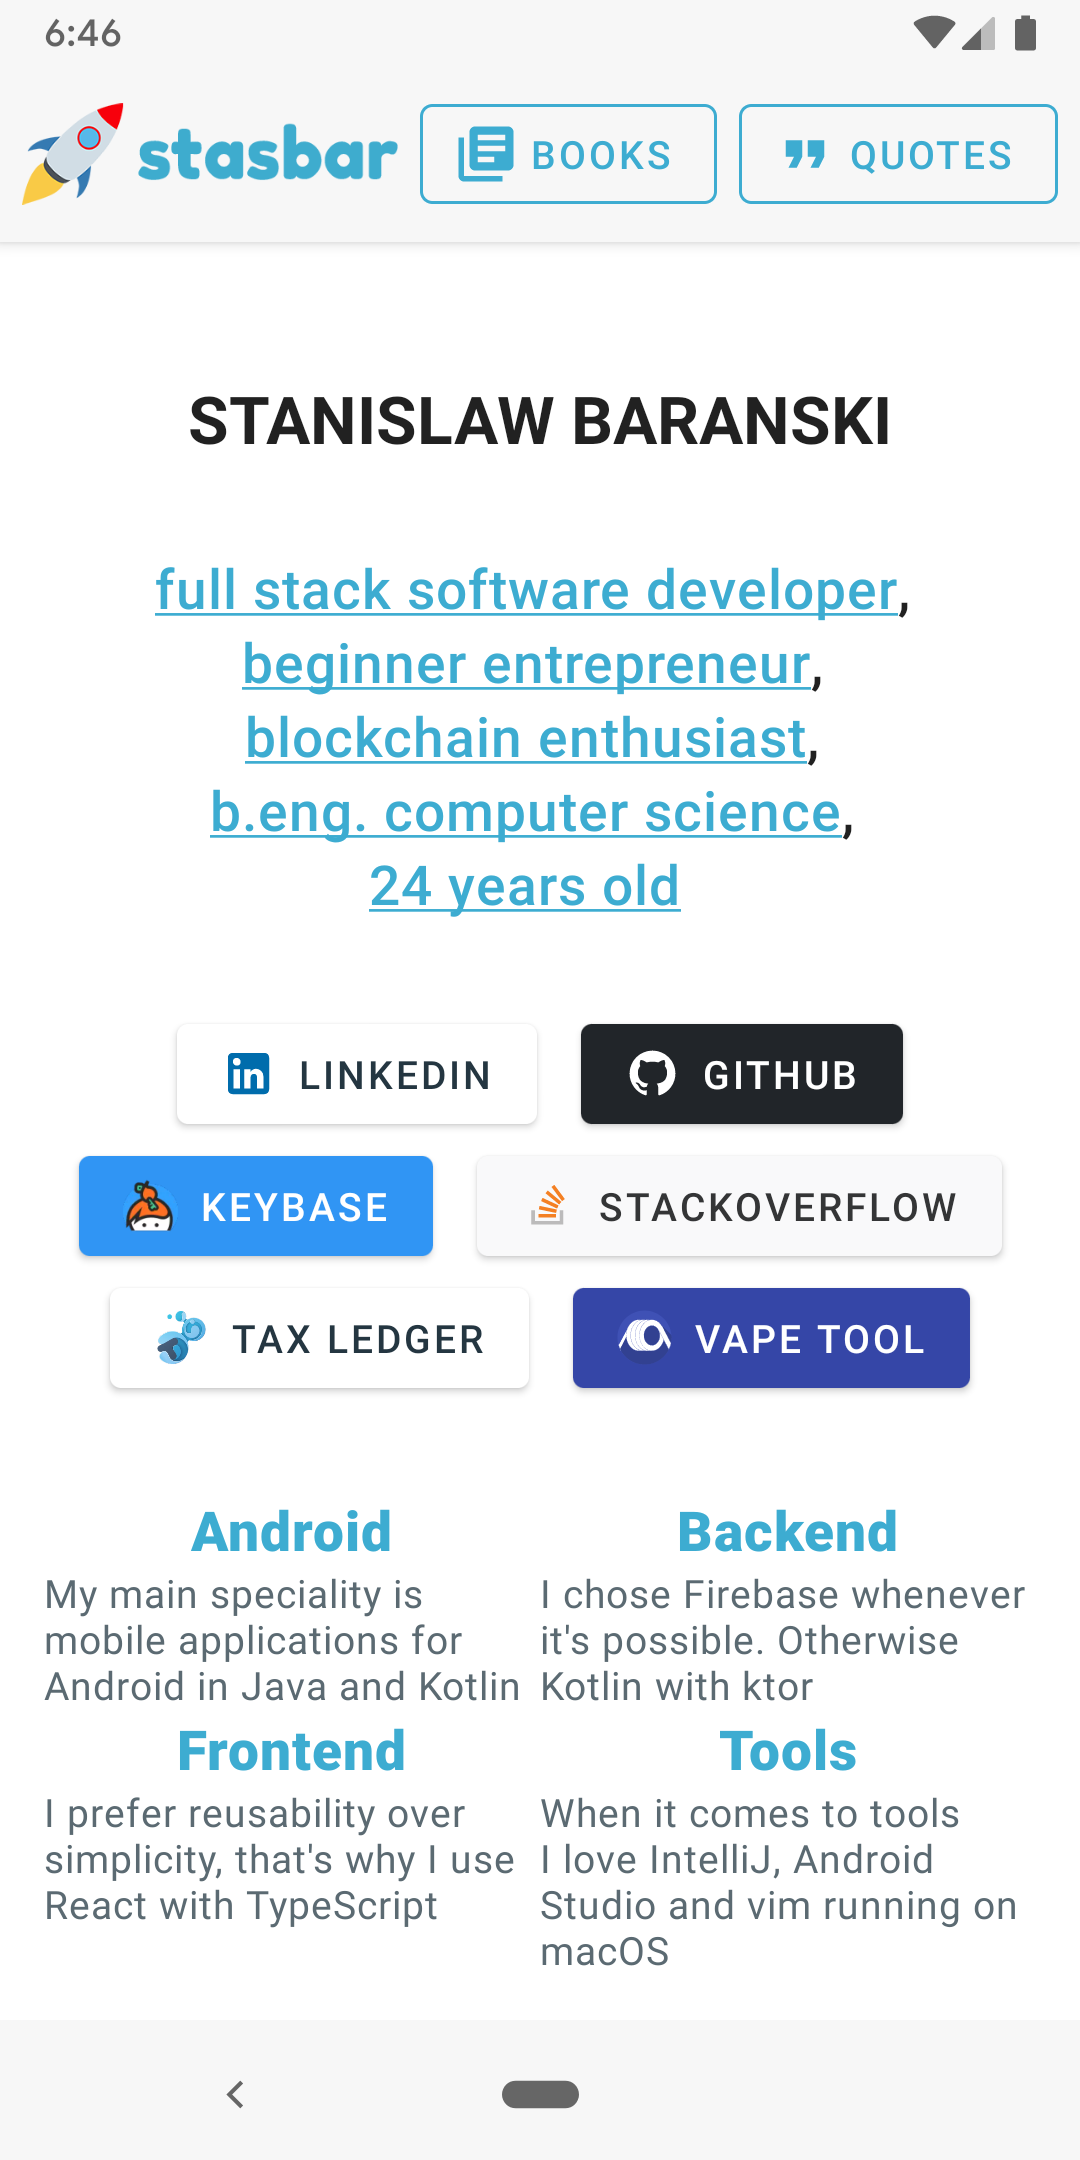 6:46
stasbar
BOOKS
QUOTES
STANISLAW BARANSKI
full stack software developer,
beginner entrepreneur,
blockchain enthusiast,
b.eng. computer science,
24 years old
LINKEDIN
GITHUB
KEYBASE
STACKOVERFLOW
TAX LEDGER
VAPE TOOL
Android
My main speciality is
mobile applications for
Android in Java and Kotlin
Backend
I chose Firebase whenever
it's possible. Otherwise
Kotlin with ktor
Frontend
I prefer reusability over
simplicity, that's why I use
React with TypeScript
Tools
When it comes to tools
I love IntelliJ, Android
Studio and vim running on
macOS